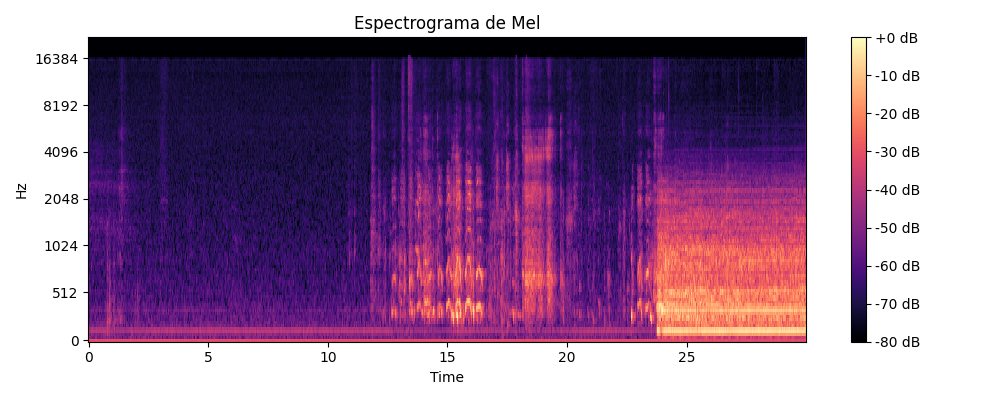 Espectrograma de Mel
Hz
16384
8192
4096
2048
1024
512
0
0 5 10 15 20 25
Time
+0 dB
-10 dB
-20 dB
-30 dB
-40 dB
-50 dB
-60 dB
-70 dB
-80 dB